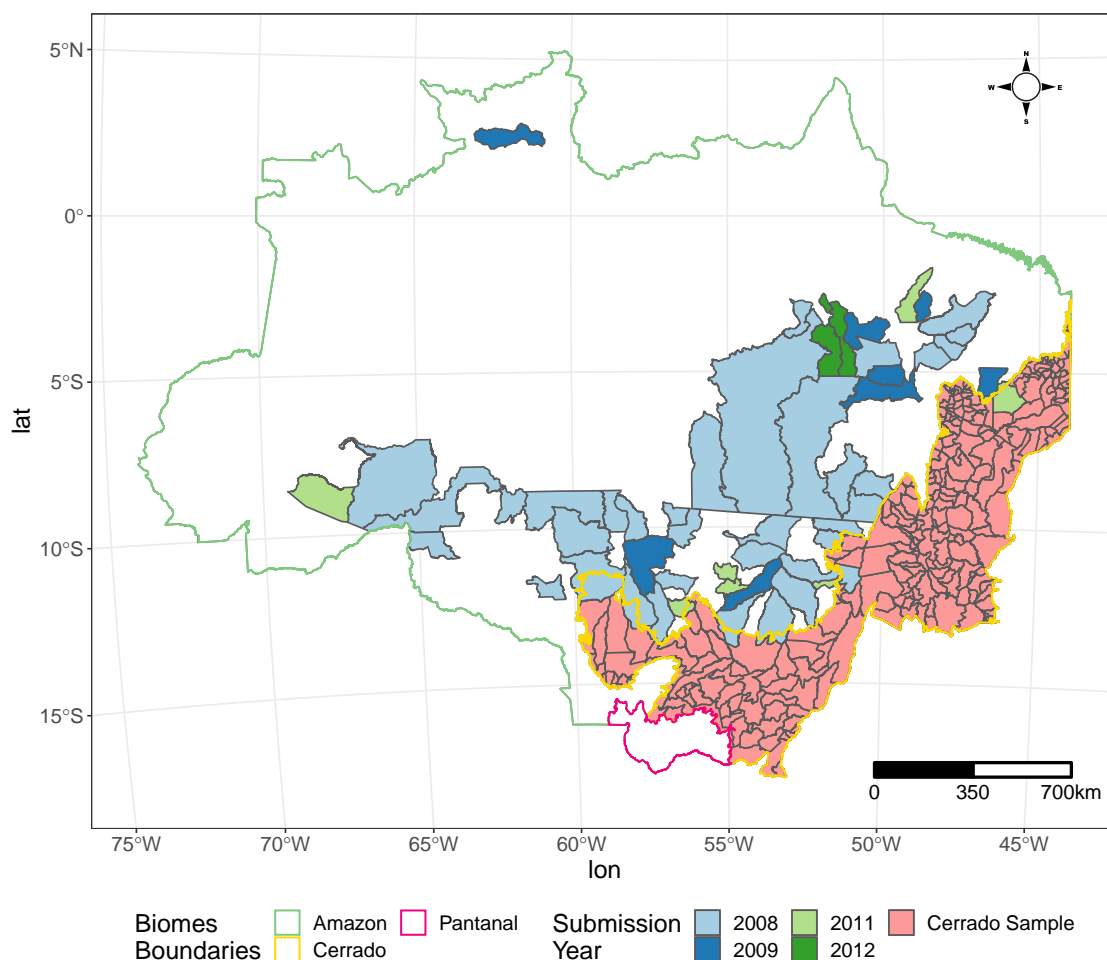 N
W E
S
5°N
0°
5°S
10°S
15°S
lat
0 350 700km
75°W 70°W 65°W 60°W 55°W 50°W 45°W
lon
Biomes Boundaries
Amazon Pantanal
Cerrado
Submission Year
2008 2011 Cerrado Sample
2009 2012